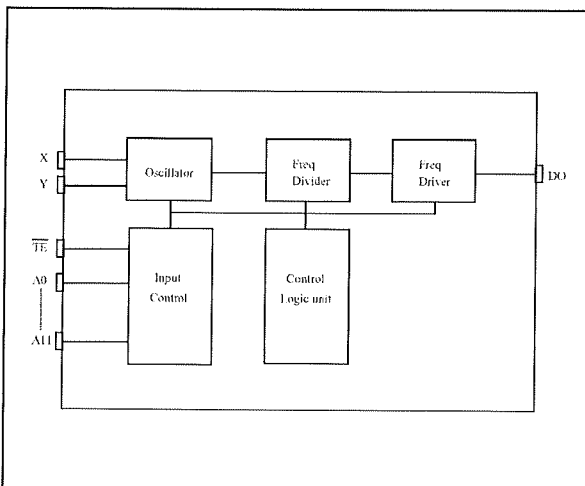 X
Y
Oscillator
Freq
Divider
Freq
Driver
DO
TE
A0
A11
Input
Control
Control
Logic unit